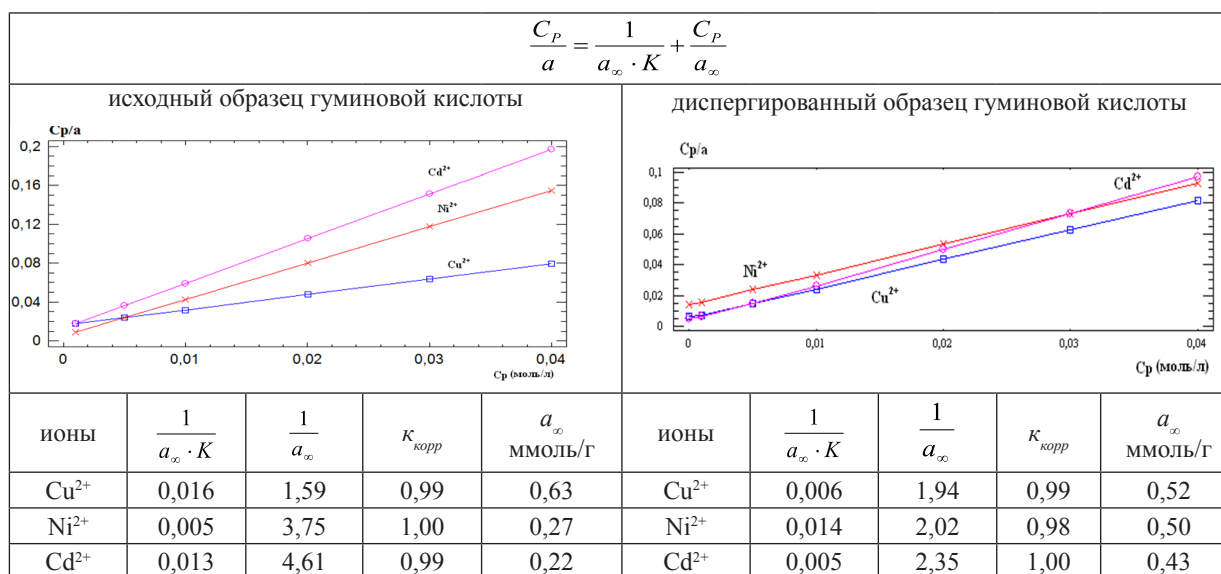 C_P/a = 1/(a_∞ · K) + C_P/a_∞
исходный образец гуминовой кислоты
Cp/a
0,2
0,16
0,12
0,08
0,04
0
Cd²⁺
Ni²⁺
Cu²⁺
0 0,01 0,02 0,03 0,04
Cp (моль/л)
диспергированный образец гуминовой кислоты
Cp/a
0,1
0,08
0,06
0,04
0,02
0
Cd²⁺
Ni²⁺
Cu²⁺
0 0,01 0,02 0,03 0,04
Cp (моль/л)
ионы 1/(a_∞ · K) 1/a_∞ к_корр a_∞ ммоль/г ионы 1/(a_∞ · K) 1/a_∞ к_корр a_∞ ммоль/г
Cu²⁺ 0,016 1,59 0,99 0,63 Cu²⁺ 0,006 1,94 0,99 0,52
Ni²⁺ 0,005 3,75 1,00 0,27 Ni²⁺ 0,014 2,02 0,98 0,50
Cd²⁺ 0,013 4,61 0,99 0,22 Cd²⁺ 0,005 2,35 1,00 0,43